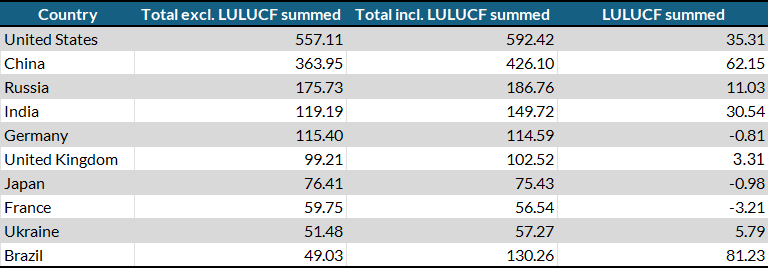 Country Total excl. LULUCF summed Total incl. LULUCF summed LULUCF summed
United States 557.11 592.42 35.31
China 363.95 426.10 62.15
Russia 175.73 186.76 11.03
India 119.19 149.72 30.54
Germany 115.40 114.59 -0.81
United Kingdom 99.21 102.52 3.31
Japan 76.41 75.43 -0.98
France 59.75 56.54 -3.21
Ukraine 51.48 57.27 5.79
Brazil 49.03 130.26 81.23